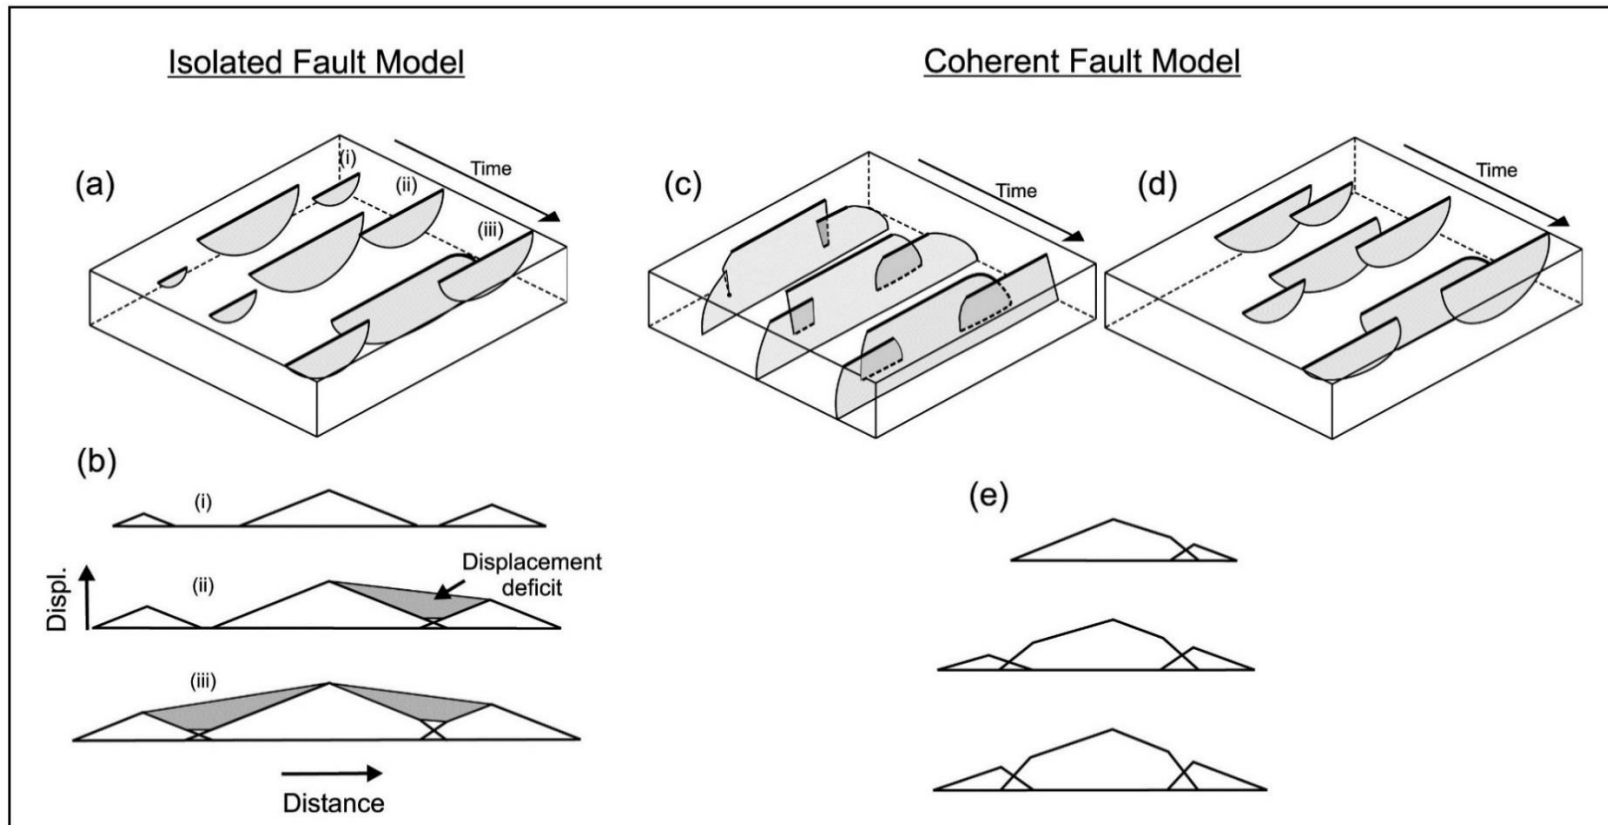 Isolated Fault Model
Coherent Fault Model
(a)
(i)
Time
(ii)
(iii)
(c)
Time
(d)
Time
(b)
(i)
Displ.
(ii)
Displacement
deficit
(iii)
Distance
(e)